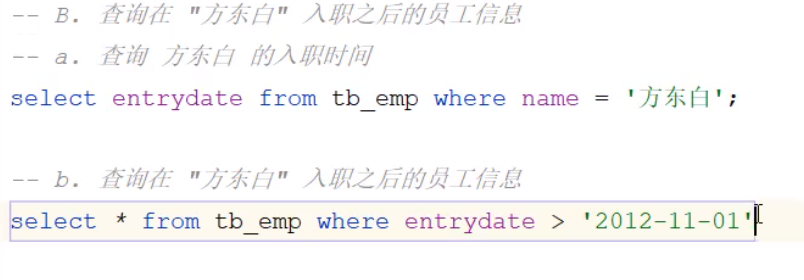 -- B. 查询在 "方东白" 入职之后的员工信息
-- a. 查询 方东白 的入职时间
select entrydate from tb_emp where name = '方东白';
-- b. 查询在 "方东白" 入职之后的员工信息
select * from tb_emp where entrydate > '2012-11-01'